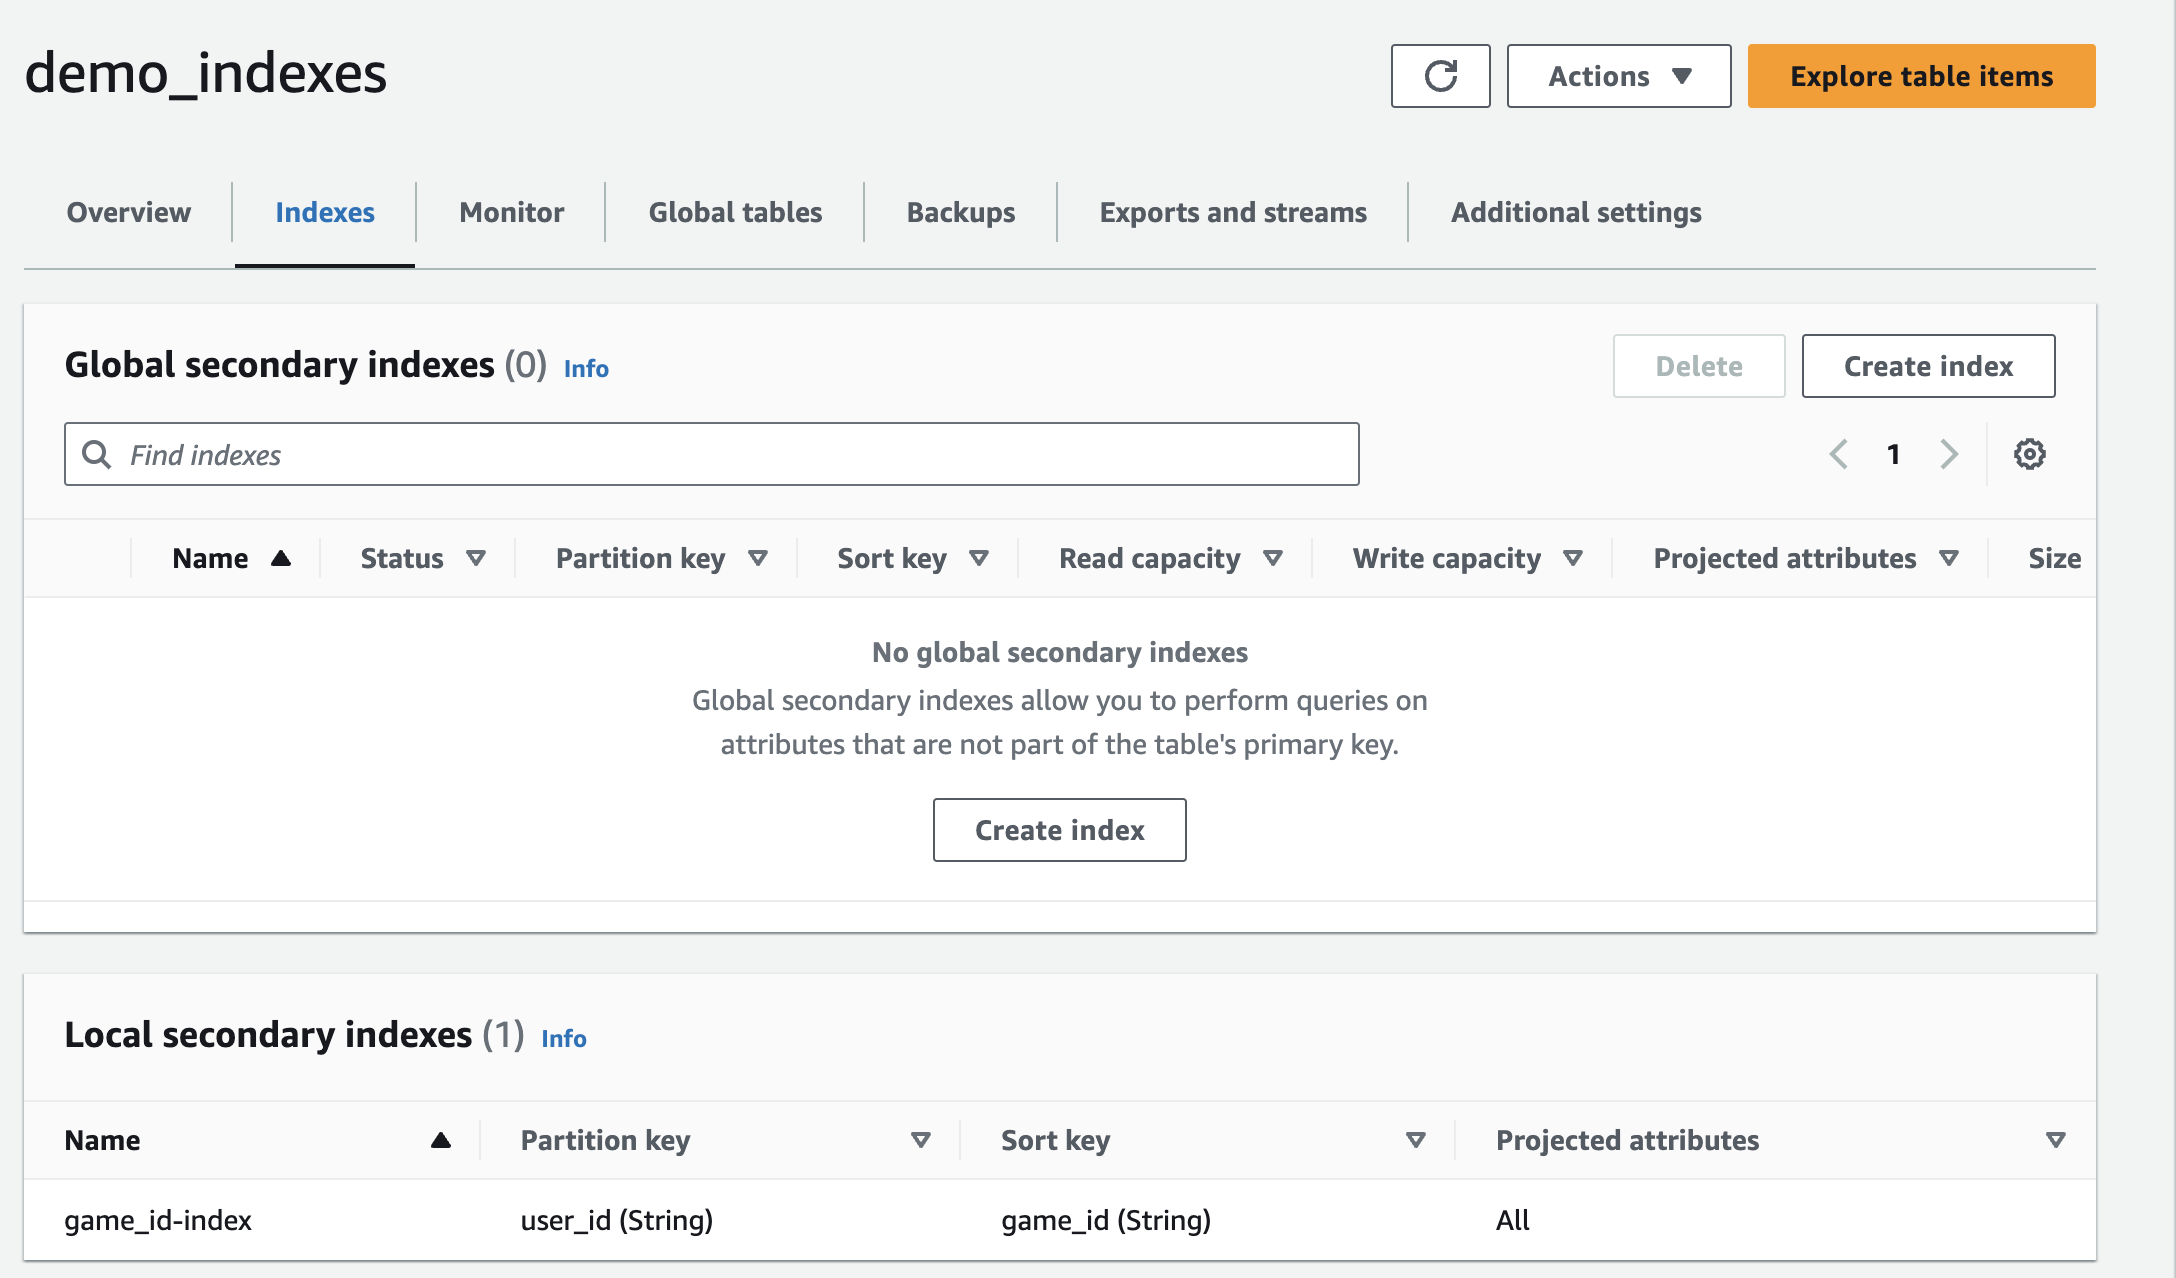 demo_indexes
Actions
Explore table items
Overview
Indexes
Monitor
Global tables
Backups
Exports and streams
Additional settings
Global secondary indexes (0) Info
Delete
Create index
Find indexes
1
Name
Status
Partition key
Sort key
Read capacity
Write capacity
Projected attributes
Size
No global secondary indexes
Global secondary indexes allow you to perform queries on
attributes that are not part of the table's primary key.
Create index
Local secondary indexes (1) Info
Name
Partition key
Sort key
Projected attributes
game_id-index
user_id (String)
game_id (String)
All